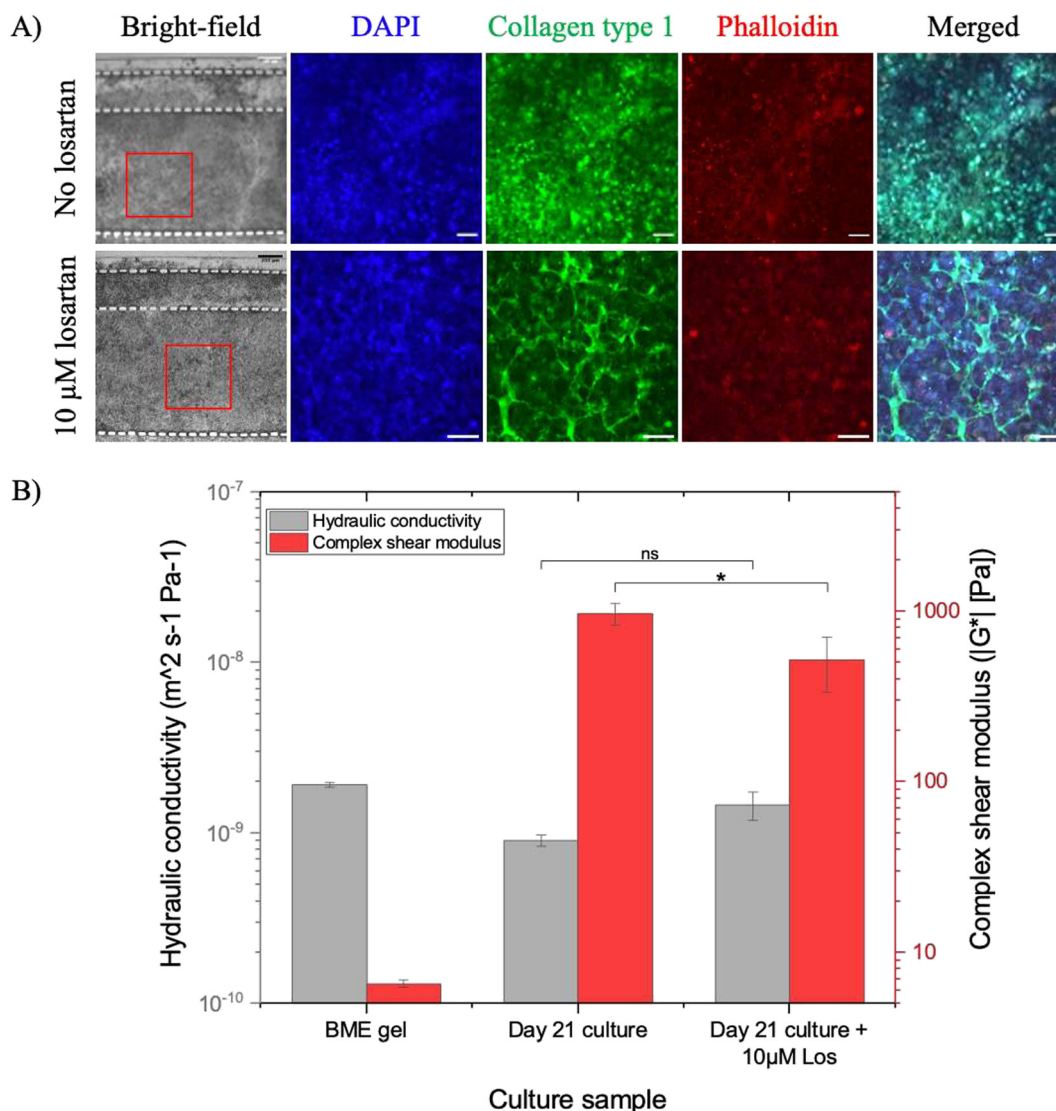 A)
Bright-field
DAPI
Collagen type 1
Phalloidin
Merged
No losartan
10 µM losartan
B)
Hydraulic conductivity (m^2 s-1 Pa-1)
10-7
10-8
10-9
10-10
Hydraulic conductivity
Complex shear modulus
ns
*
1000
100
10
Complex shear modulus (|G*| [Pa])
BME gel
Day 21 culture
Day 21 culture +
10µM Los
Culture sample